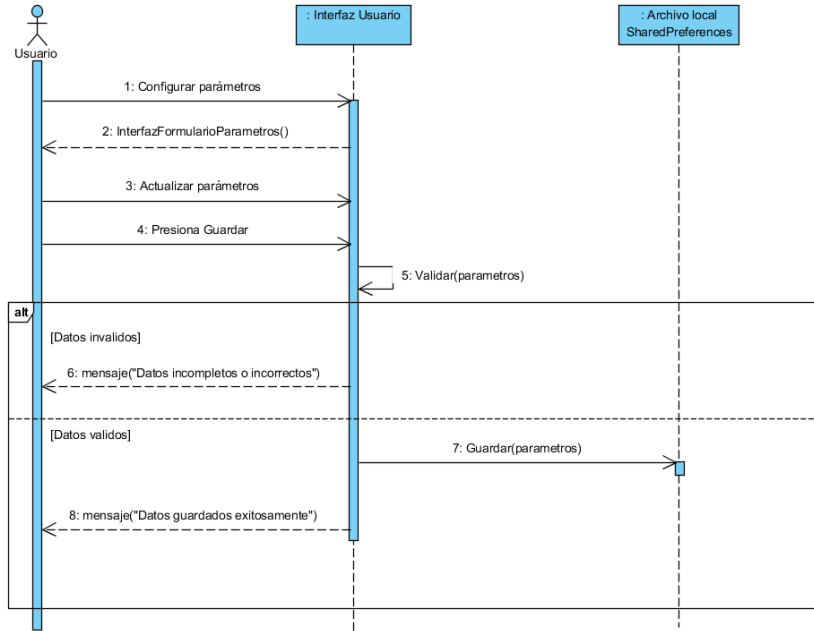 : Interfaz Usuario
: Archivo local
SharedPreferences
Usuario
1: Configurar parámetros
2: InterfazFormularioParametros()
3: Actualizar parámetros
4: Presiona Guardar
5: Validar(parametros)
alt
[Datos invalidos]
6: mensaje("Datos incompletos o incorrectos")
[Datos validos]
7: Guardar(parametros)
8: mensaje("Datos guardados exitosamente")